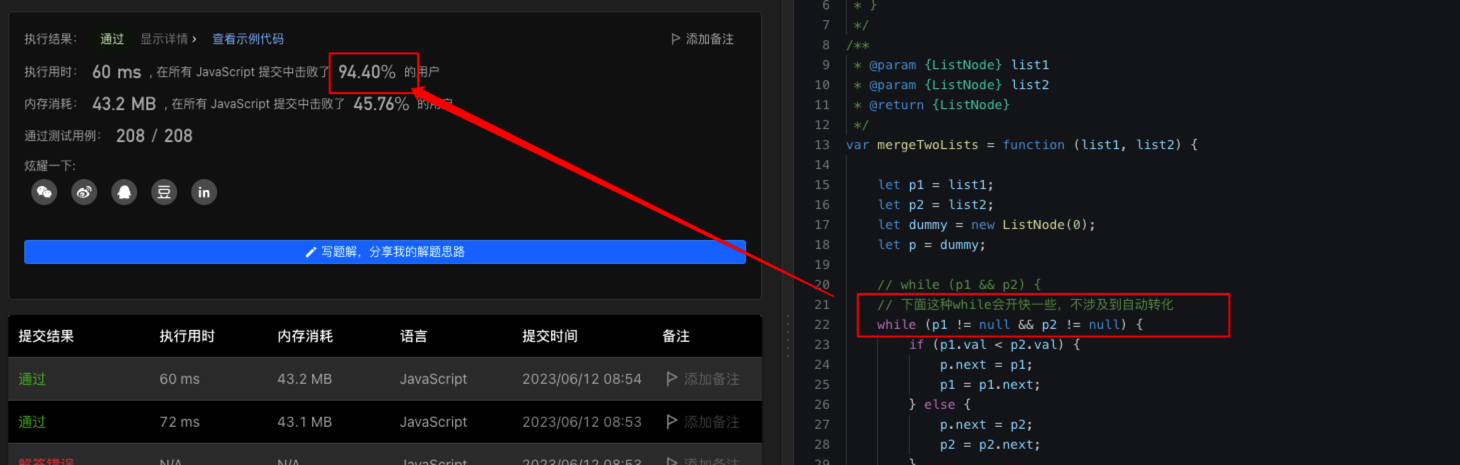 执行结果： 通过 显示详情 › 查看示例代码 添加备注
执行用时： 60 ms , 在所有 JavaScript 提交中击败了 94.40% 的用户
内存消耗： 43.2 MB , 在所有 JavaScript 提交中击败了 45.76% 的用户
通过测试用例： 208 / 208
炫耀一下:
豆 in
写题解，分享我的解题思路
提交结果 执行用时 内存消耗 语言 提交时间 备注
通过 60 ms 43.2 MB JavaScript 2023/06/12 08:54 添加备注
通过 72 ms 43.1 MB JavaScript 2023/06/12 08:53 添加备注
解答错误 N/A N/A JavaScript 2023/06/12 08:53 添加备注
6 * }
7 */
8 /**
9 * @param {ListNode} list1
10 * @param {ListNode} list2
11 * @return {ListNode}
12 */
13 var mergeTwoLists = function (list1, list2) {
14
15 let p1 = list1;
16 let p2 = list2;
17 let dummy = new ListNode(0);
18 let p = dummy;
19
20 // while (p1 && p2) {
21 // 下面这种while会开快一些，不涉及到自动转化
22 while (p1 != null && p2 != null) {
23 if (p1.val < p2.val) {
24 p.next = p1;
25 p1 = p1.next;
26 } else {
27 p.next = p2;
28 p2 = p2.next;
29 }